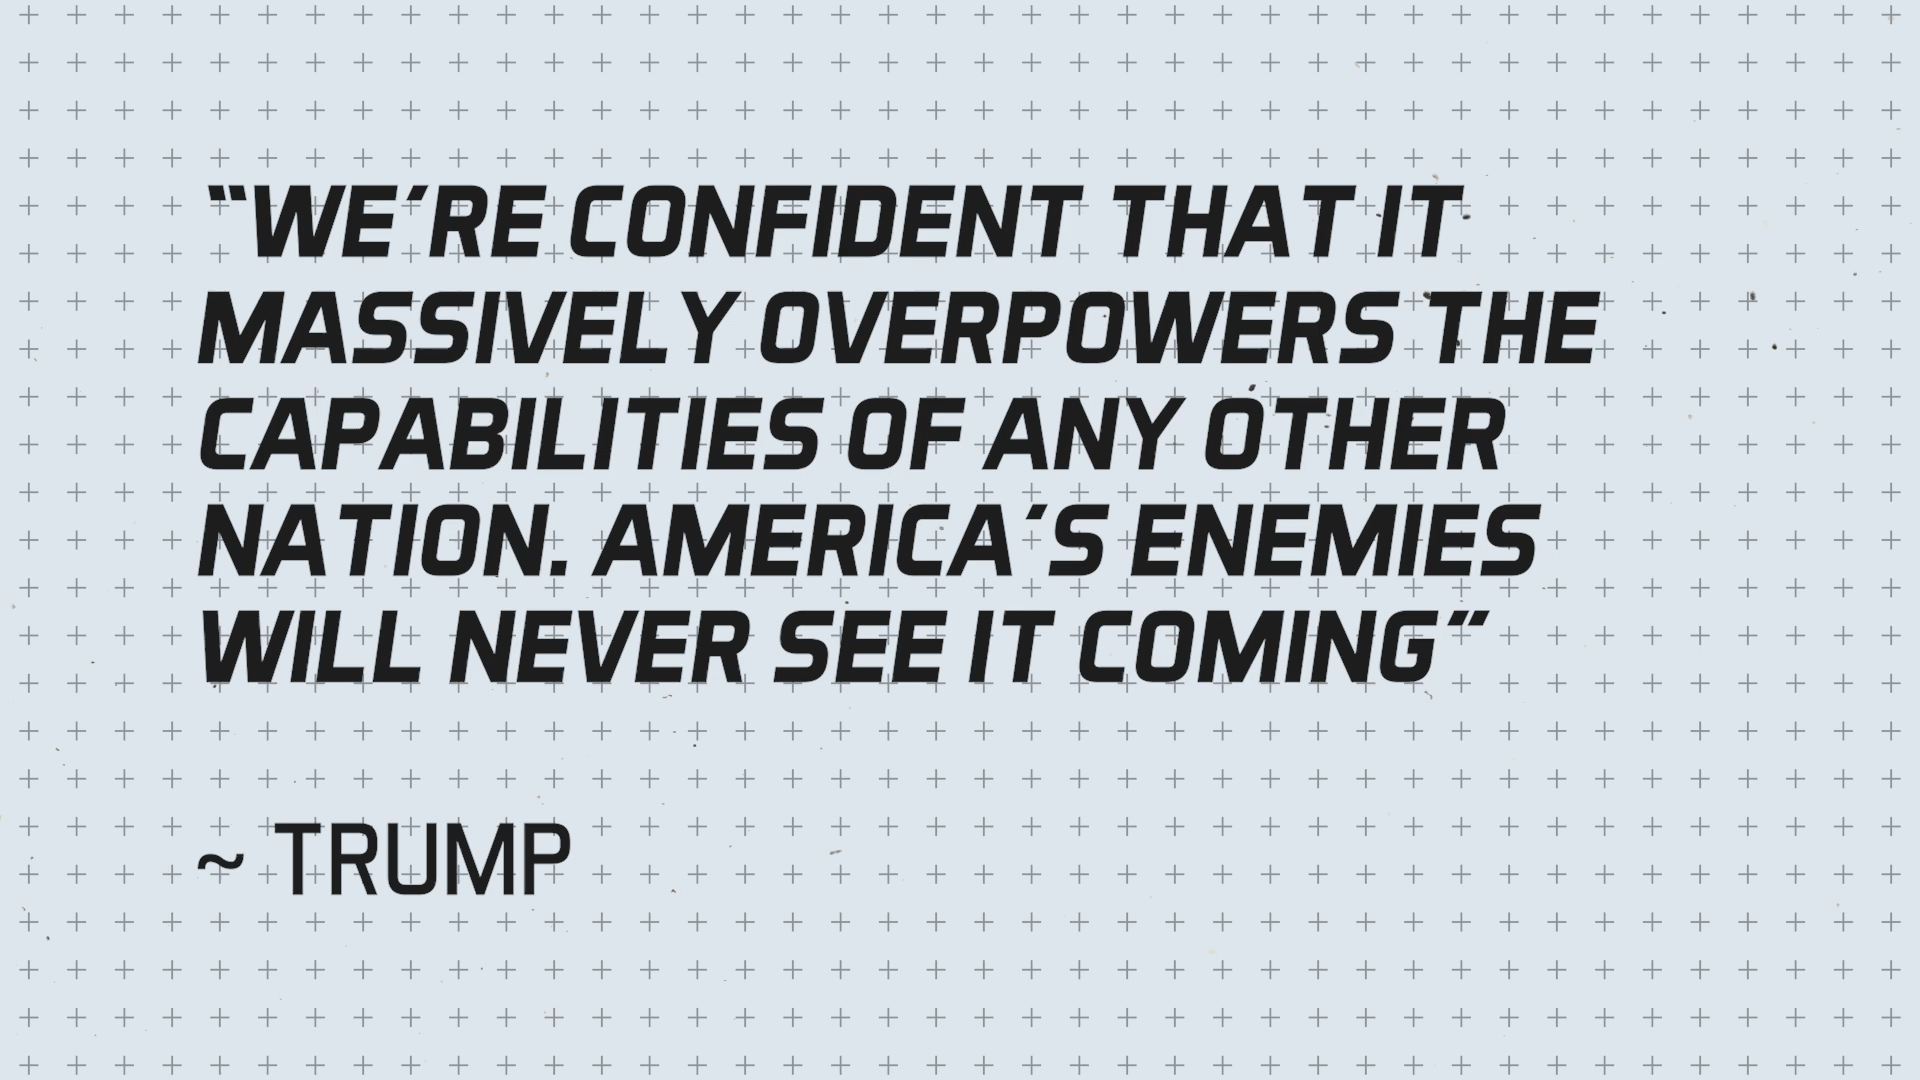 “WE’RE CONFIDENT THAT IT
MASSIVELY OVERPOWERS THE
CAPABILITIES OF ANY OTHER
NATION. AMERICA’S ENEMIES
WILL NEVER SEE IT COMING”
~ TRUMP